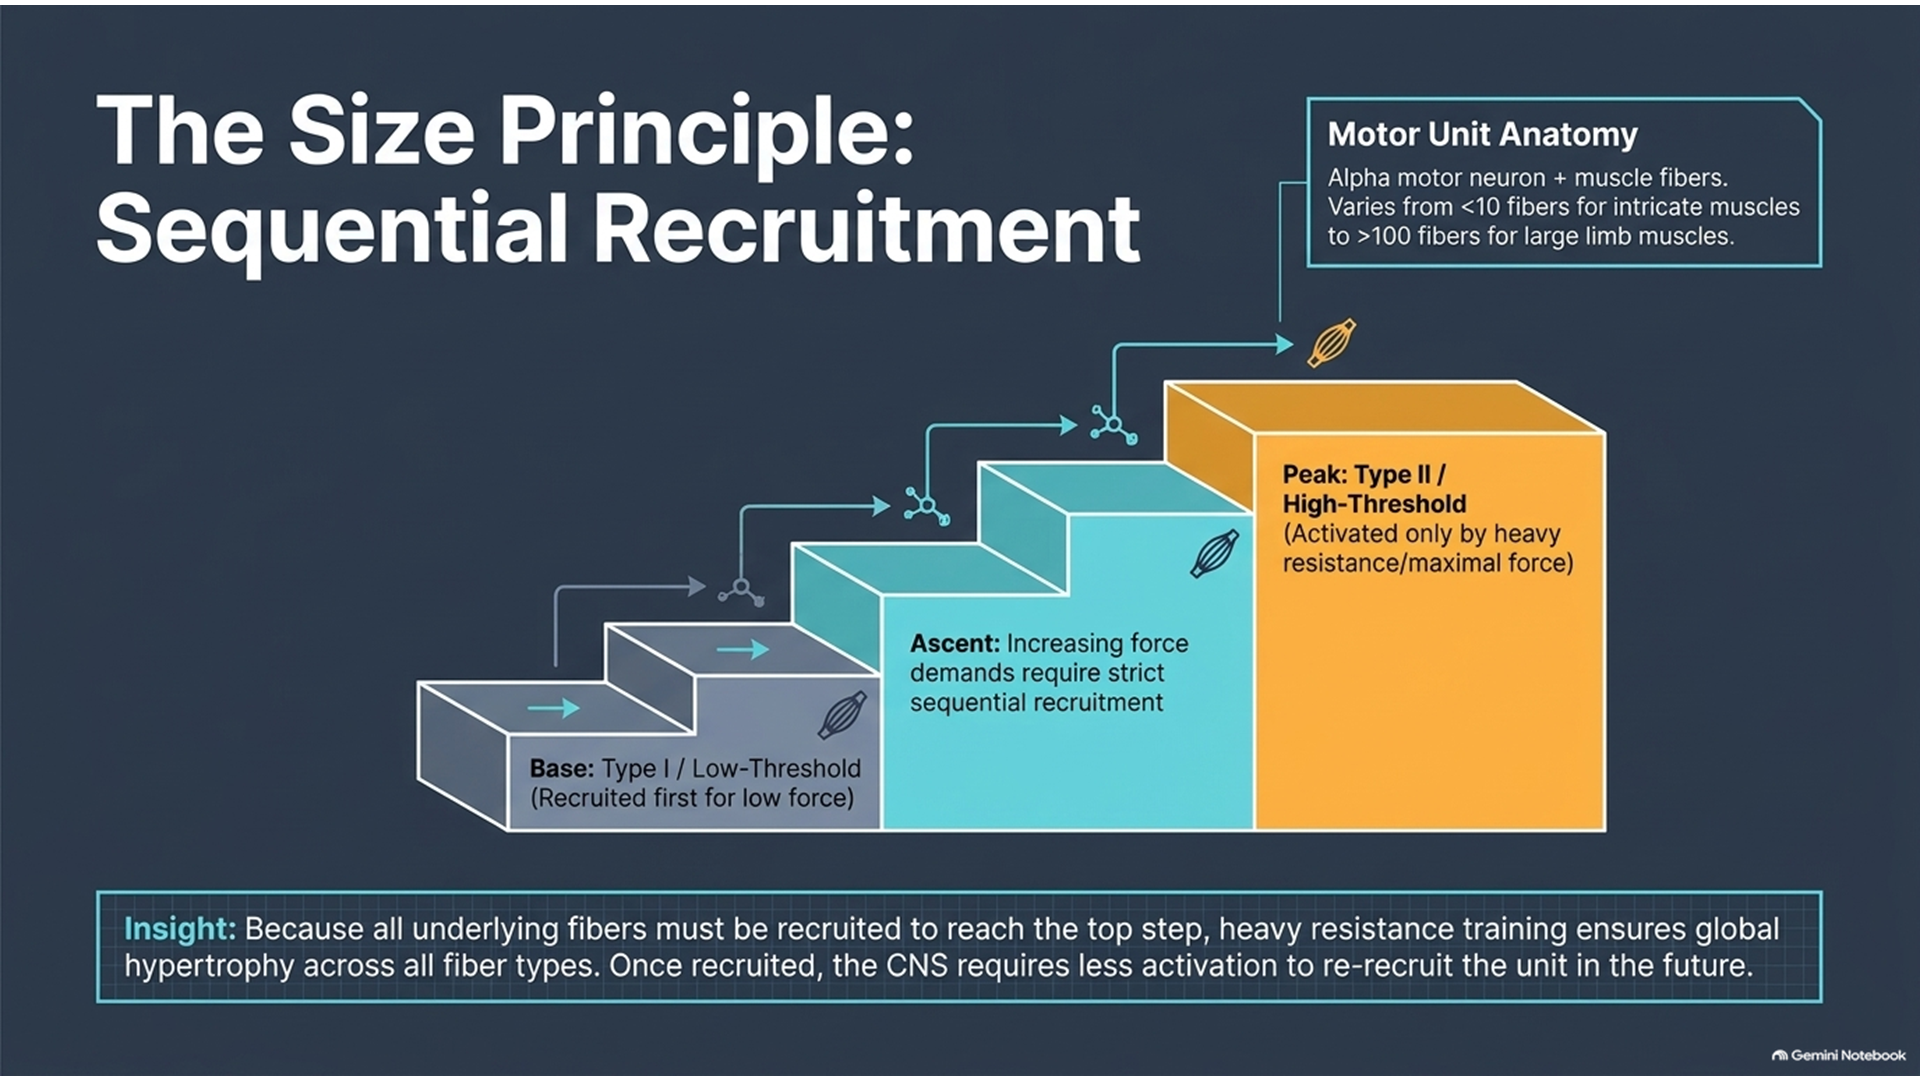 The Size Principle:
Sequential Recruitment
Motor Unit Anatomy
Alpha motor neuron + muscle fibers.
Varies from <10 fibers for intricate muscles
to >100 fibers for large limb muscles.
Peak: Type II /
High-Threshold
(Activated only by heavy
resistance/maximal force)
Ascent: Increasing force
demands require strict
sequential recruitment
Base: Type I / Low-Threshold
(Recruited first for low force)
Insight: Because all underlying fibers must be recruited to reach the top step, heavy resistance training ensures global
hypertrophy across all fiber types. Once recruited, the CNS requires less activation to re-recruit the unit in the future.
Gemini Notebook